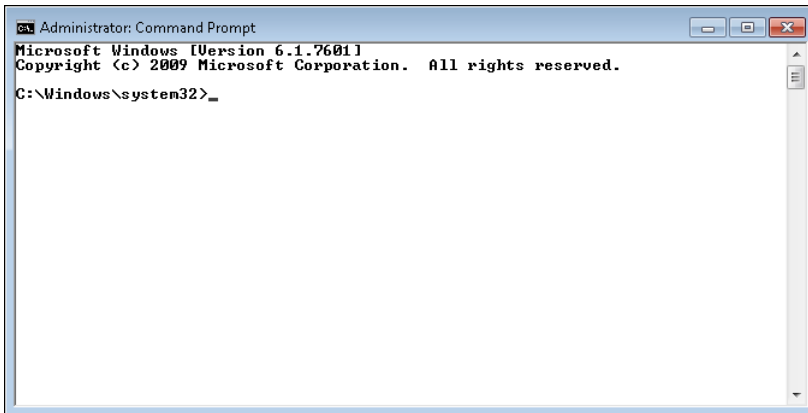 Administrator: Command Prompt
Microsoft Windows [Version 6.1.7601]
Copyright (c) 2009 Microsoft Corporation.  All rights reserved.
C:\Windows\system32>_